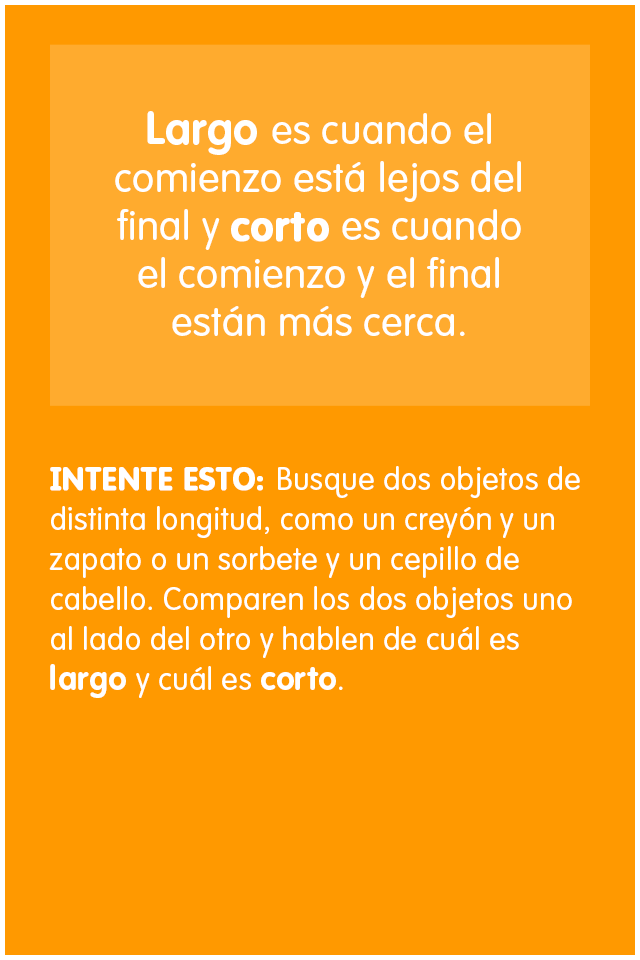 Largo es cuando el
comienzo está lejos del
final y corto es cuando
el comienzo y el final
están más cerca.
INTENTE ESTO: Busque dos objetos de
distinta longitud, como un creyón y un
zapato o un sorbete y un cepillo de
cabello. Comparen los dos objetos uno
al lado del otro y hablen de cuál es
largo y cuál es corto.